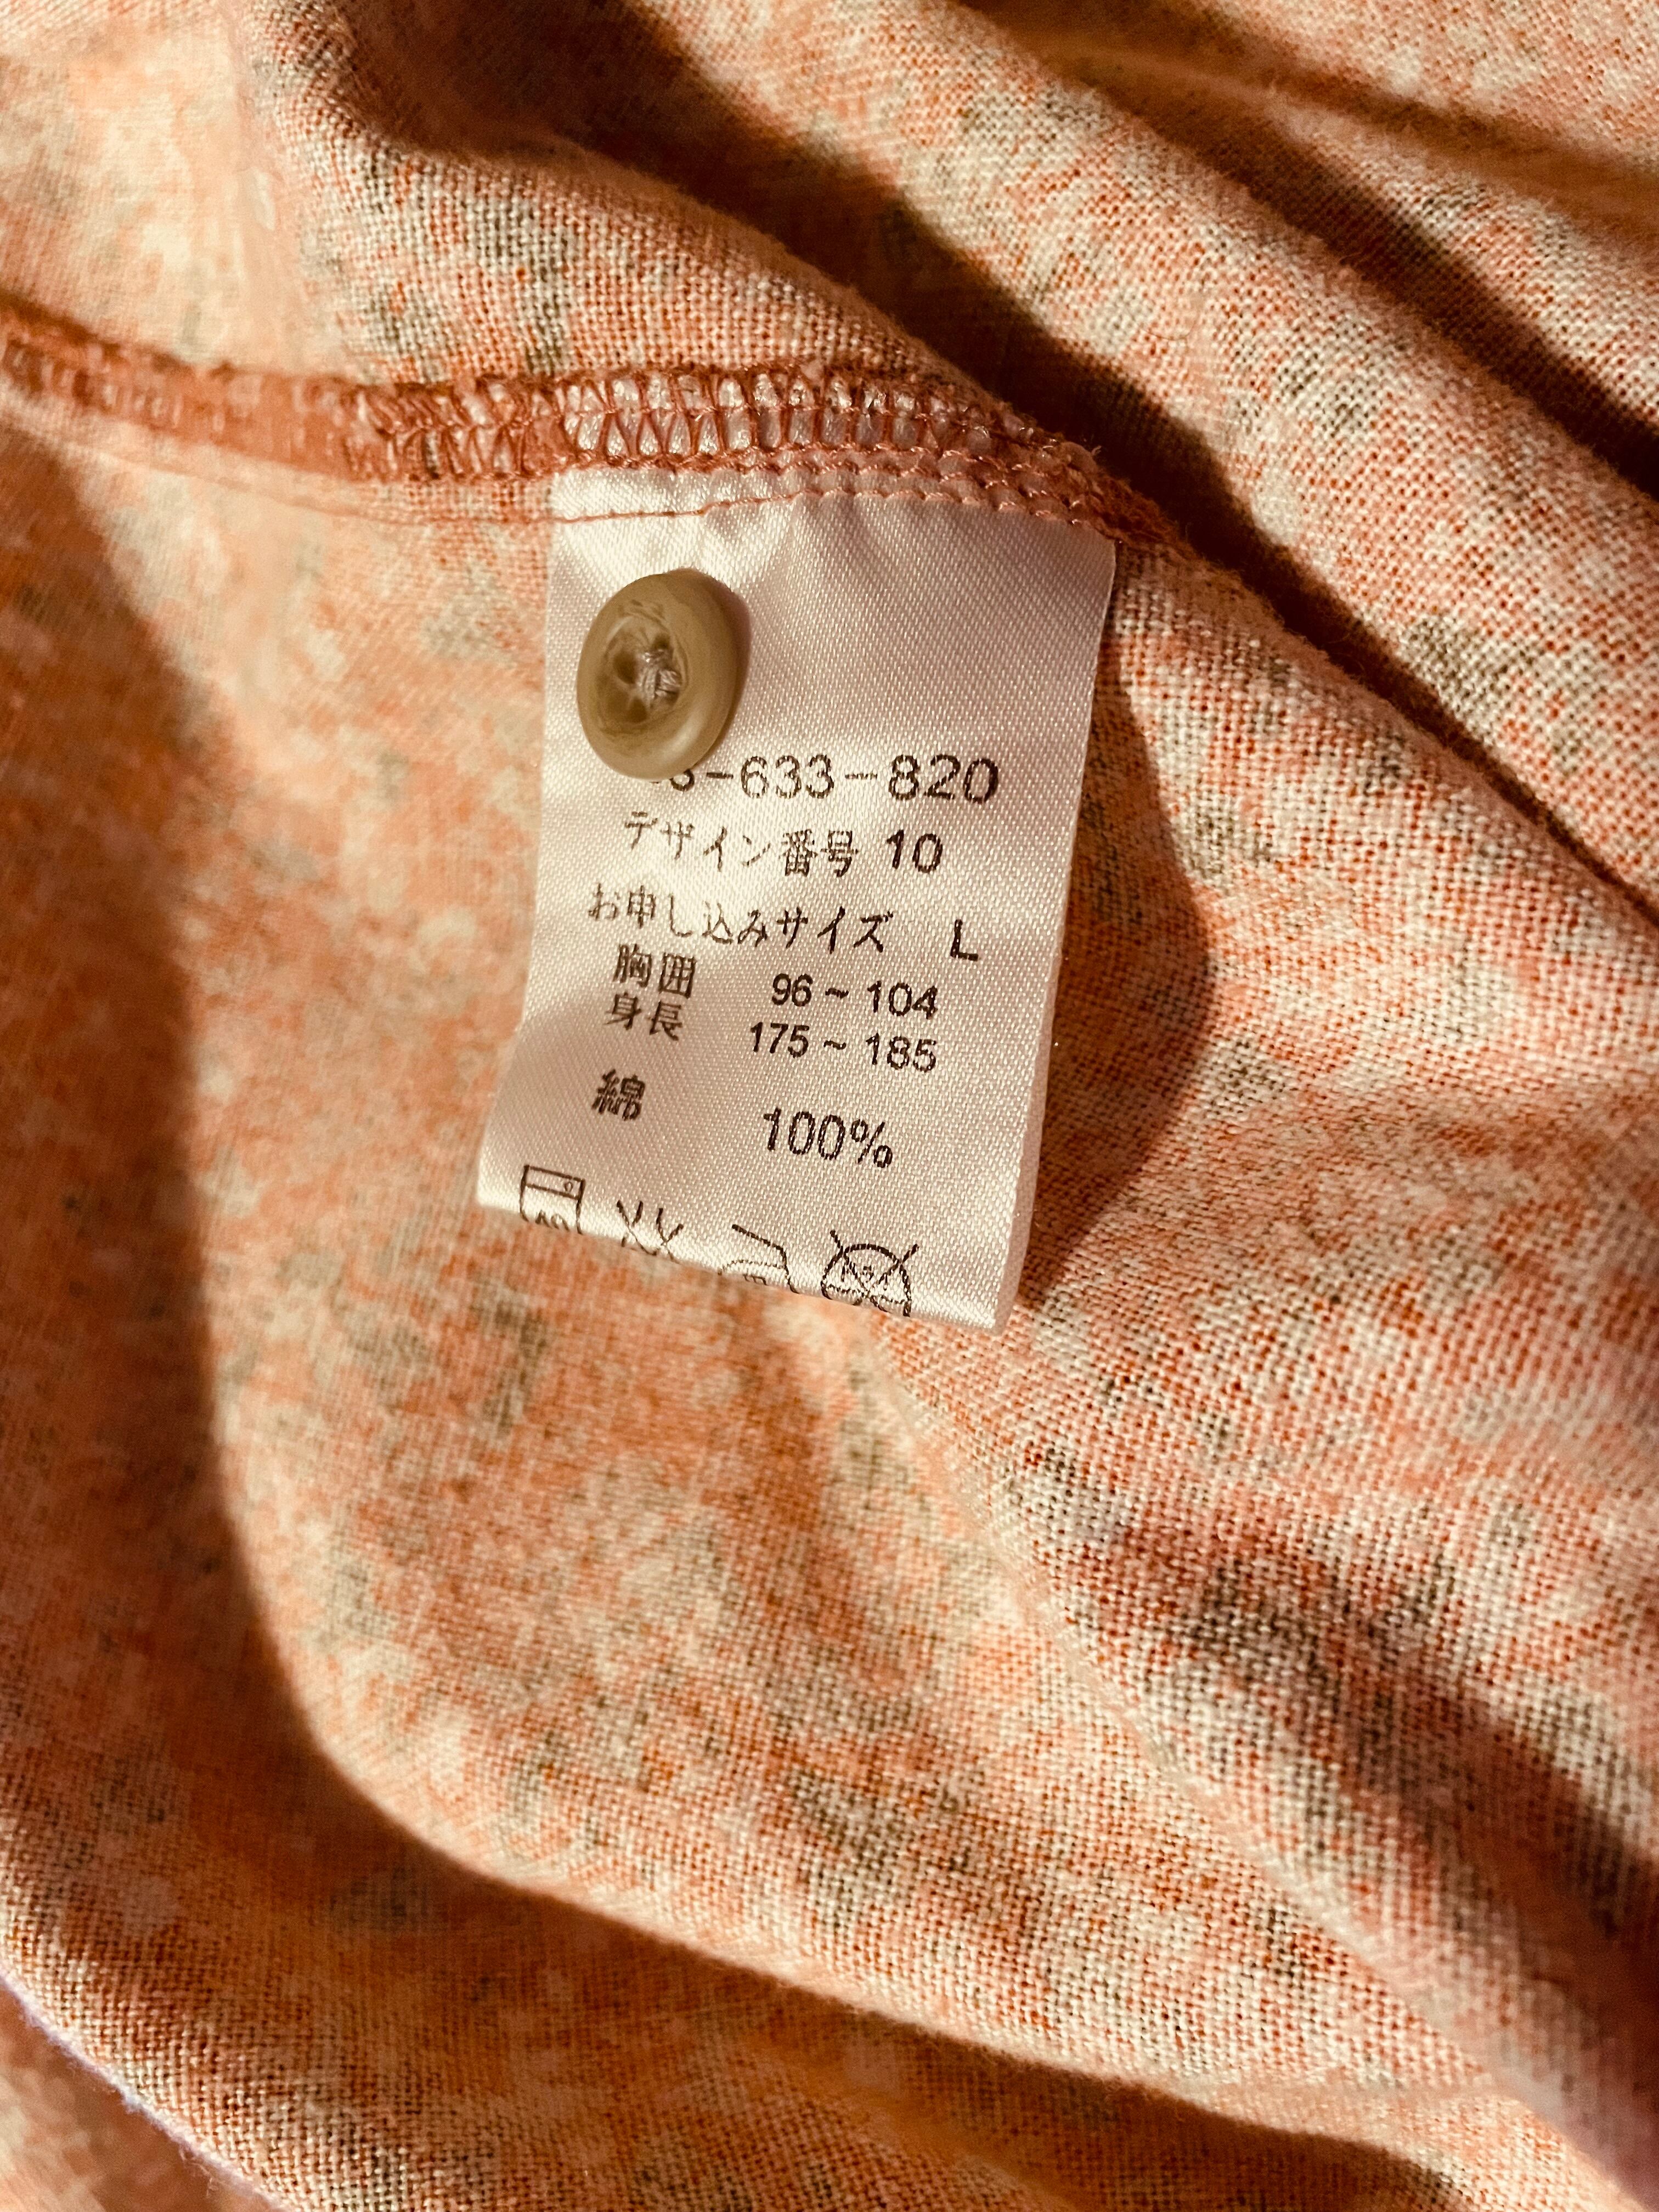 3-633-820
デザイン番号 10
お申し込みサイズ L
胸囲 96~104
身長 175~185
綿 100%